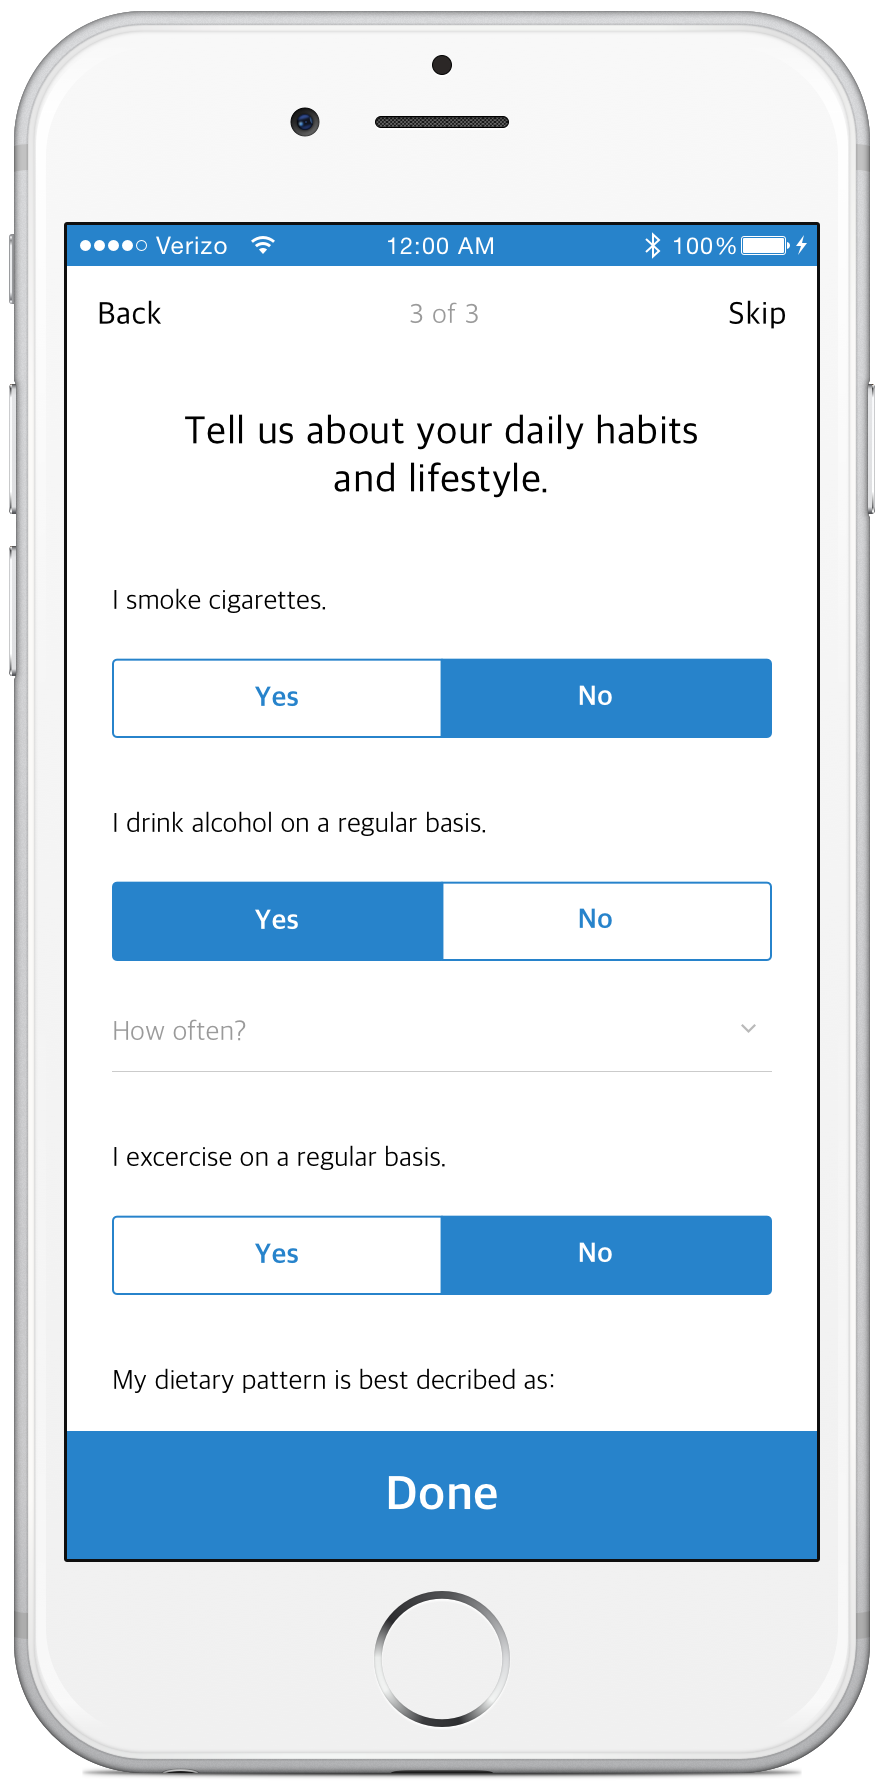 Verizo 12:00 AM 100%
Back 3 of 3 Skip
Tell us about your daily habits
and lifestyle.
I smoke cigarettes.
Yes No
I drink alcohol on a regular basis.
Yes No
How often?
I excercise on a regular basis.
Yes No
My dietary pattern is best decribed as:
Done